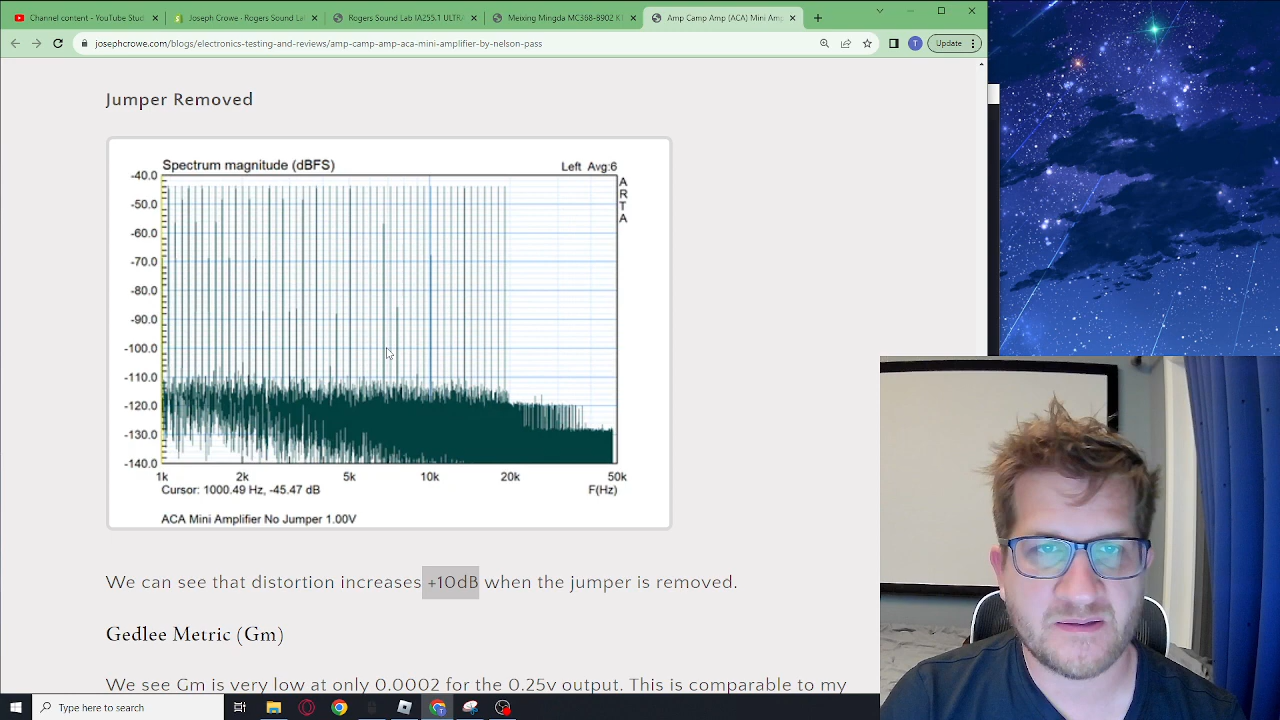 Channel content - YouTube Stud
Joseph Crowe - Rogers Sound Lab
Rogers Sound Lab IA255.1 ULTRA
Meixing Mingda MC368-B902 K
Amp Camp Amp (ACA) Mini Am
josephcrowe.com/blogs/electronics-testing-and-reviews/amp-camp-amp-aca-mini-amplifier-by-nelson-pass
T
Update
Jumper Removed
Spectrum magnitude (dBFS)
Left Avg:6
-40.0
-50.0
-60.0
-70.0
-80.0
-90.0
-100.0
-110.0
-120.0
-130.0
-140.0
A
R
T
A
1k 2k 5k 10k 20k 50k
Cursor: 1000.49 Hz, -45.47 dB
F(Hz)
ACA Mini Amplifier No Jumper 1.00V
We can see that distortion increases +10dB when the jumper is removed.
Gedlee Metric (Gm)
We see Gm is very low at only 0.0002 for the 0.25v output. This is comparable to my
Type here to search